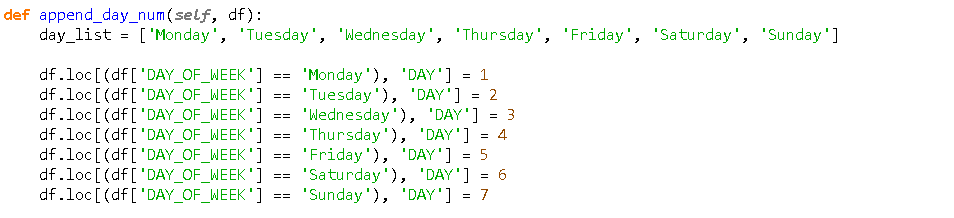 def append_day_num(self, df):
    day_list = ['Monday', 'Tuesday', 'Wednesday', 'Thursday', 'Friday', 'Saturday', 'Sunday']
    df.loc[(df['DAY_OF_WEEK'] == 'Monday'), 'DAY'] = 1
    df.loc[(df['DAY_OF_WEEK'] == 'Tuesday'), 'DAY'] = 2
    df.loc[(df['DAY_OF_WEEK'] == 'Wednesday'), 'DAY'] = 3
    df.loc[(df['DAY_OF_WEEK'] == 'Thursday'), 'DAY'] = 4
    df.loc[(df['DAY_OF_WEEK'] == 'Friday'), 'DAY'] = 5
    df.loc[(df['DAY_OF_WEEK'] == 'Saturday'), 'DAY'] = 6
    df.loc[(df['DAY_OF_WEEK'] == 'Sunday'), 'DAY'] = 7